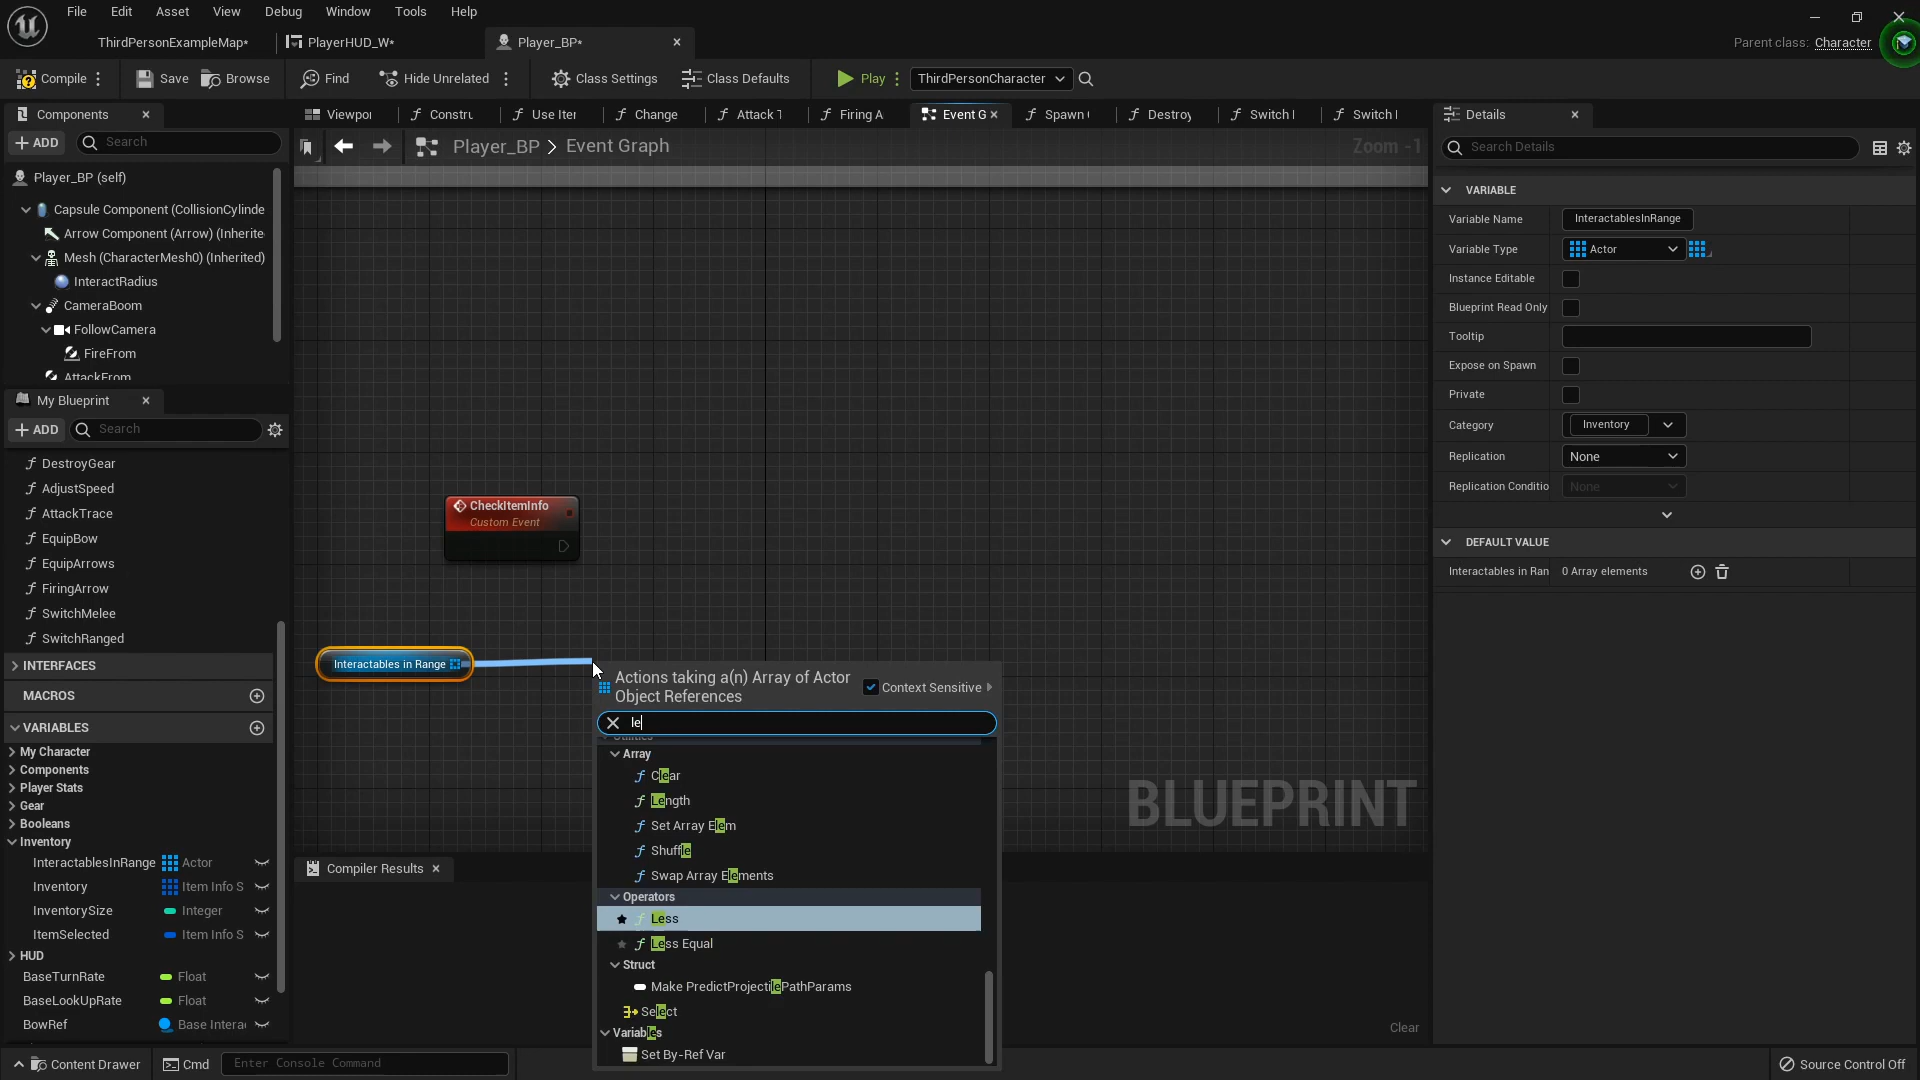 File Edit Asset View Debug Window Tools Help
ThirdPersonExampleMap* PlayerHUD_W* Player_BP*
Parent class: Character
Compile Save Browse Find Hide Unrelated Class Settings Class Defaults Play ThirdPersonCharacter
Components
ADD Search
Player_BP (self)
Capsule Component (CollisionCylinde
Arrow Component (Arrow) (Inherite
Mesh (CharacterMesh0) (Inherited)
InteractRadius
CameraBoom
FollowCamera
FireFrom
AttackFrom
My Blueprint
ADD Search
DestroyGear
AdjustSpeed
AttackTrace
EquipBow
EquipArrows
FiringArrow
SwitchMelee
SwitchRanged
INTERFACES
MACROS
VARIABLES
My Character
Components
Player Stats
Gear
Booleans
Inventory
InteractablesInRange Actor
Inventory Item Info S
InventorySize Integer
ItemSelected Item Info S
HUD
BaseTurnRate Float
BaseLookUpRate Float
BowRef Base Intera
Viewpor Constru Use Iter Change Attack T Firing A Event G Spawn Destroy Switch Switch
Player_BP > Event Graph
Zoom -1
CheckItemInfo
Custom Event
Interactables in Range
Actions taking a(n) Array of Actor
Object References
Context Sensitive
le
Utilities
Array
Clear
Length
Set Array Elem
Shuffle
Swap Array Elements
Operators
Less
Less Equal
Struct
Make PredictProjectilePathParams
Select
Variables
Set By-Ref Var
BLUEPRINT
Compiler Results
Clear
Details
Search Details
VARIABLE
Variable Name InteractablesInRange
Variable Type Actor
Instance Editable
Blueprint Read Only
Tooltip
Expose on Spawn
Private
Category Inventory
Replication None
Replication Conditio None
DEFAULT VALUE
Interactables in Ran 0 Array elements
Content Drawer Cmd Enter Console Command
Source Control Off